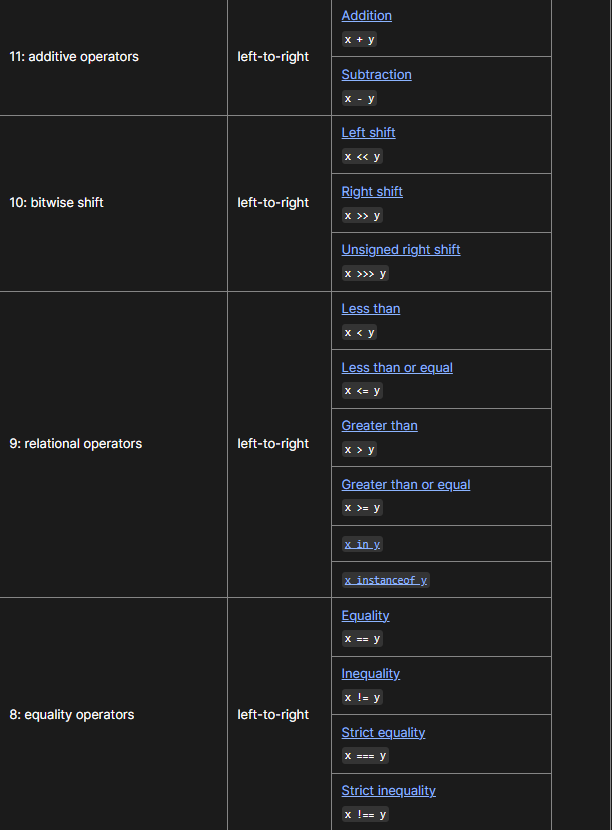 Addition
x + y
11: additive operators
left-to-right
Subtraction
x - y
Left shift
x << y
10: bitwise shift
left-to-right
Right shift
x >> y
Unsigned right shift
x >>> y
Less than
x < y
Less than or equal
x <= y
Greater than
9: relational operators
left-to-right
x > y
Greater than or equal
x >= y
x in y
x instanceof y
Equality
x == y
Inequality
x != y
8: equality operators
left-to-right
Strict equality
x === y
Strict inequality
x !== y